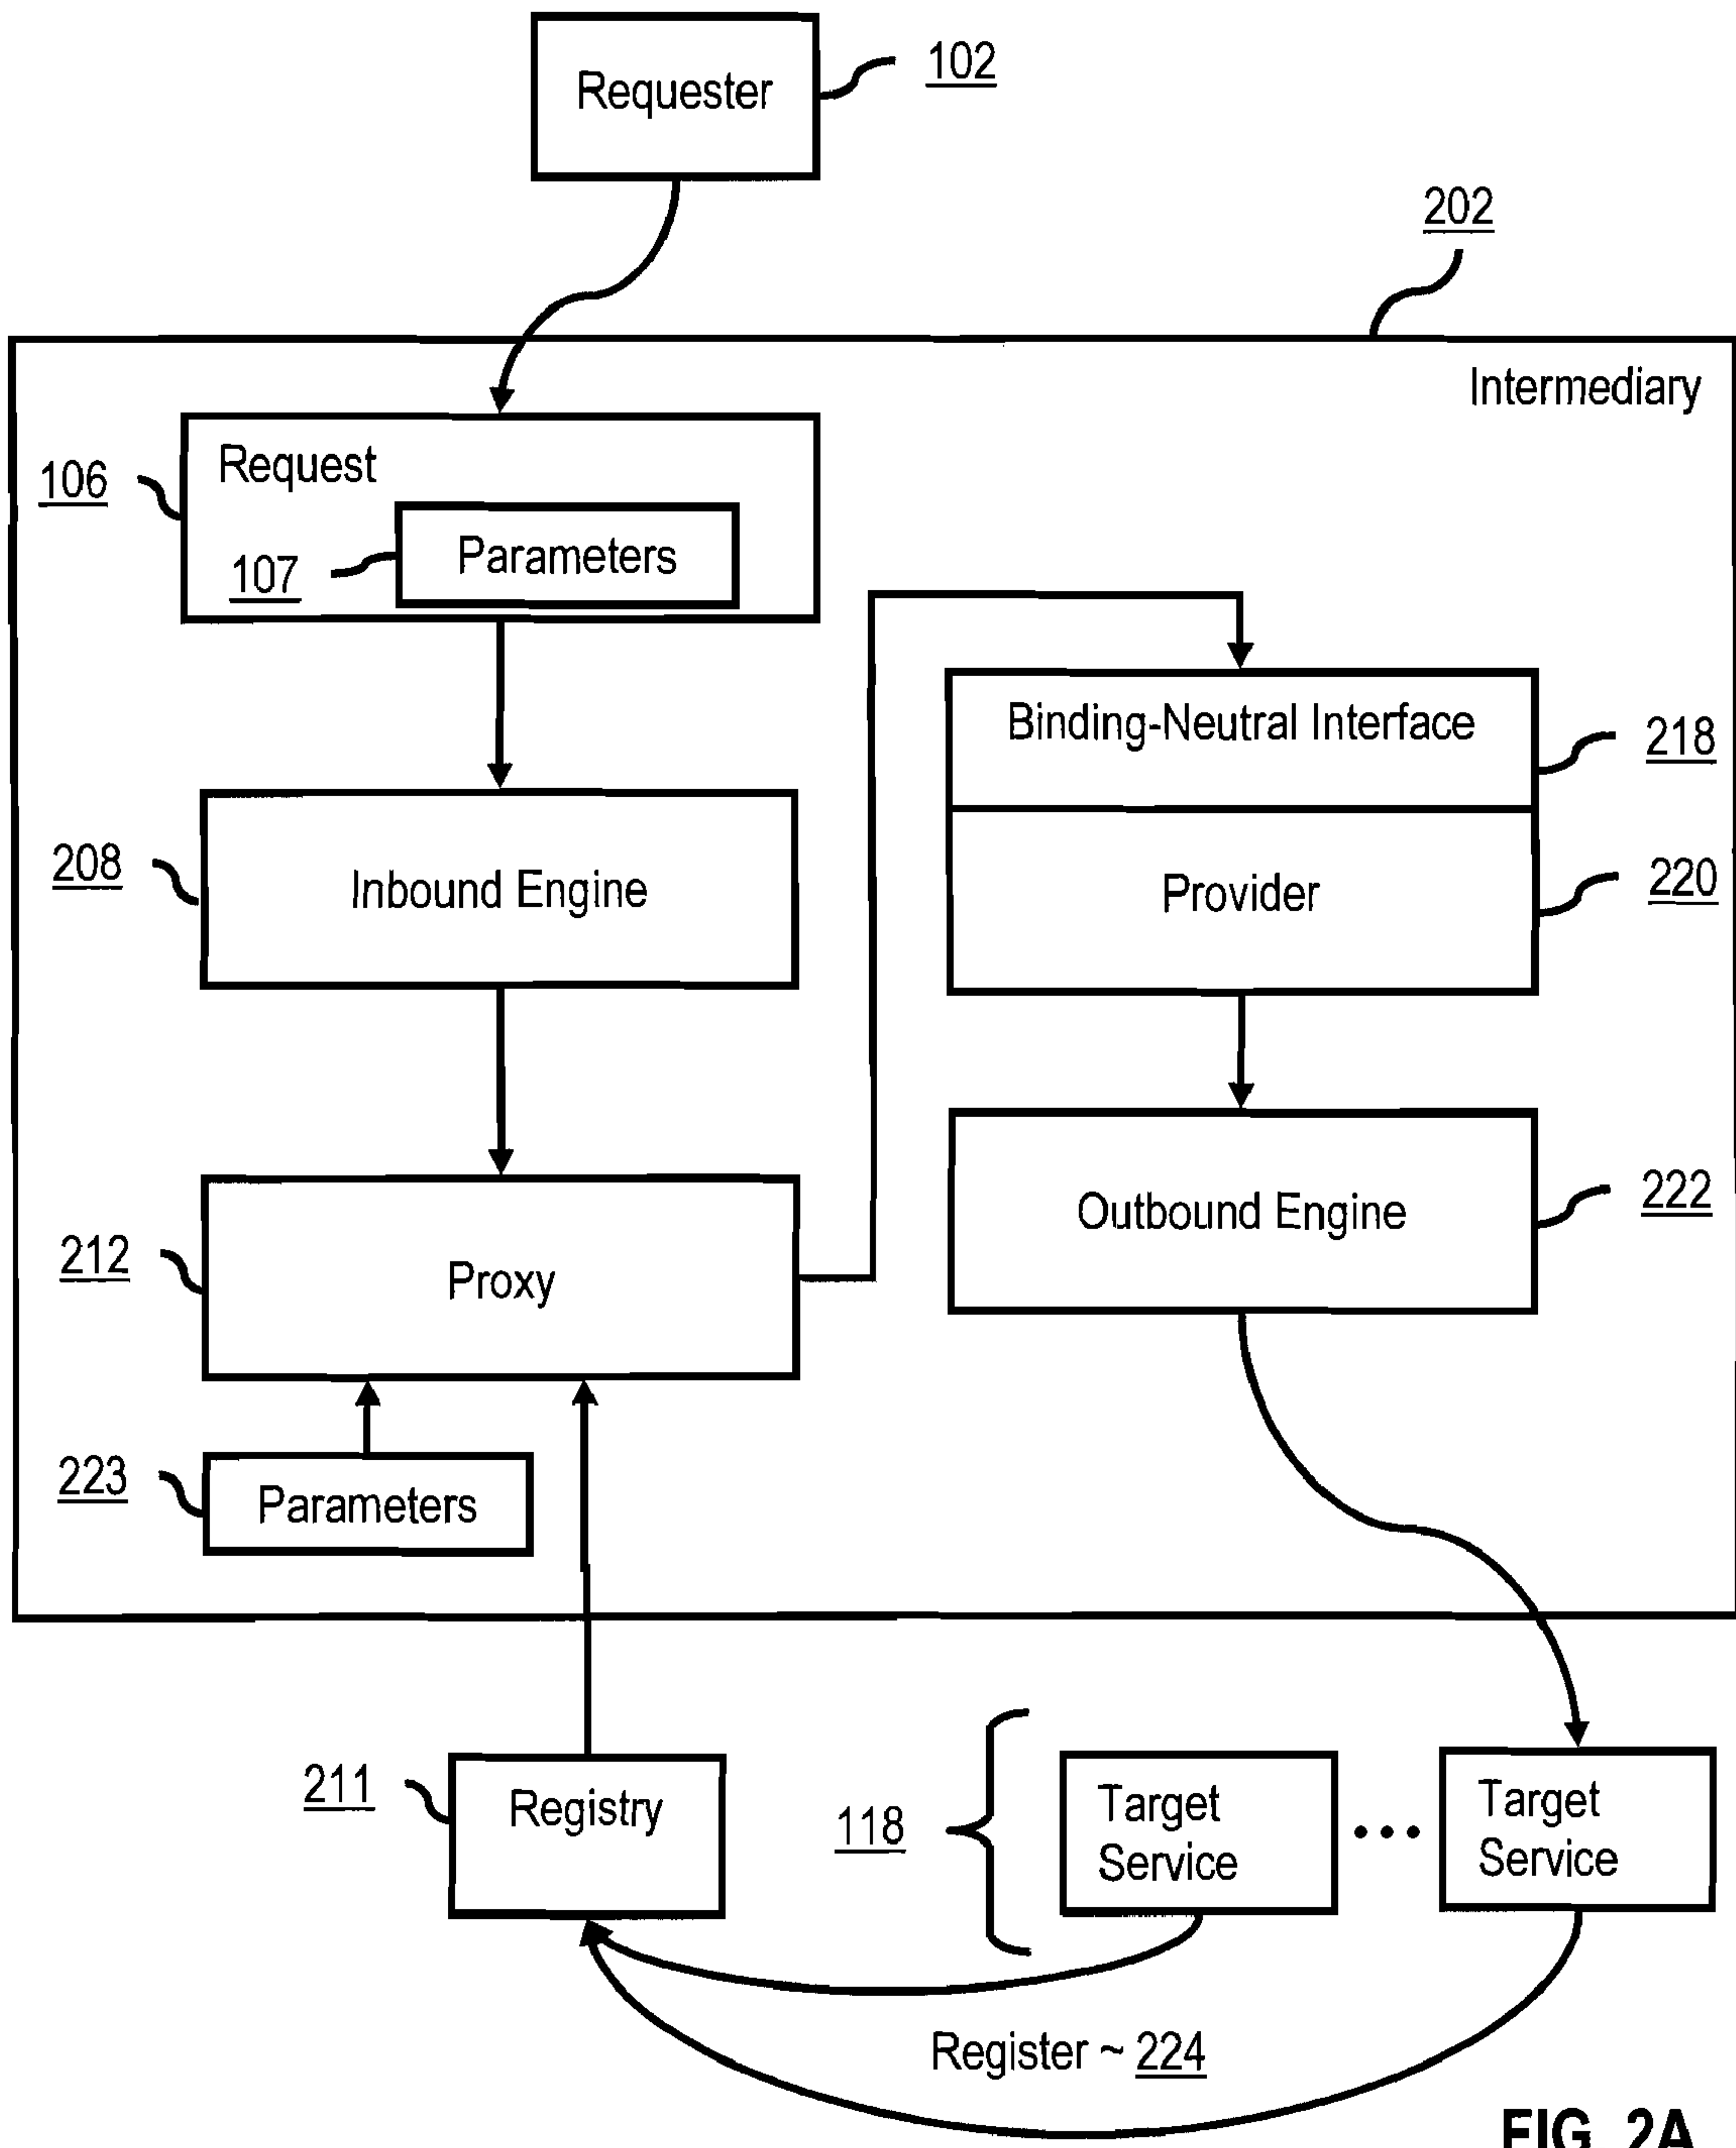 Requester
102
202
Intermediary
Request
106
Parameters
107
Binding-Neutral Interface
218
208
Inbound Engine
Provider
220
Outbound Engine
222
212
Proxy
223
Parameters
211
Registry
118
Target
Service
•••
Target
Service
Register ~ 224
FIG. 2A